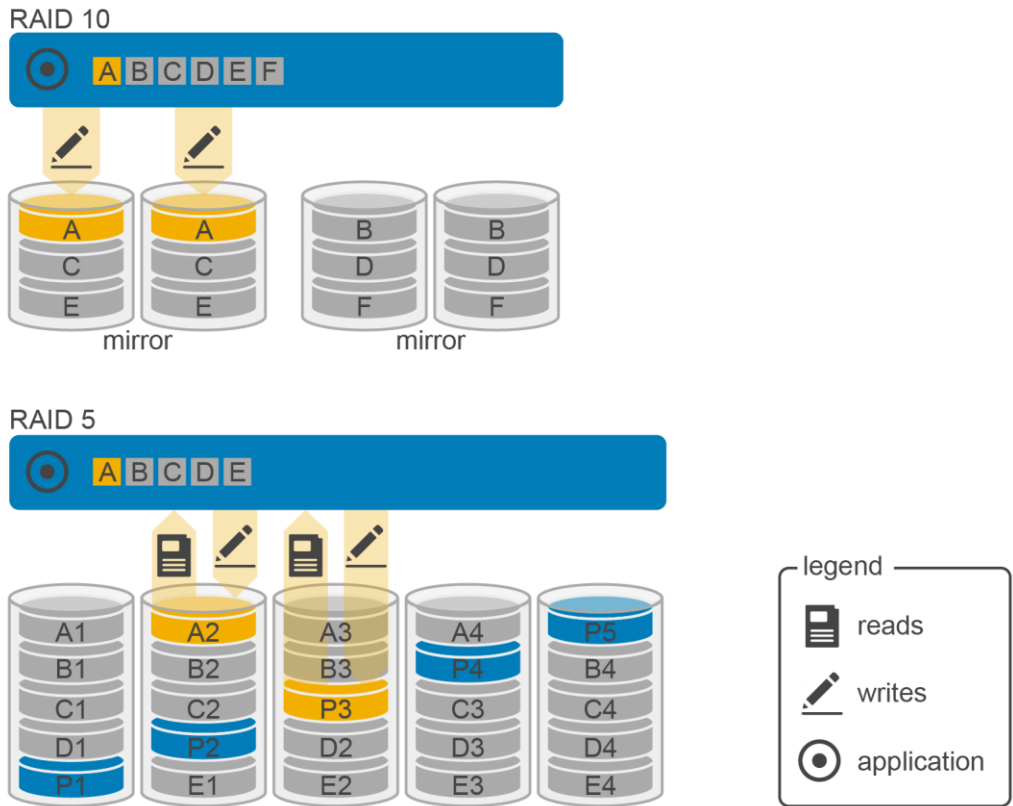 RAID 10
A B C D E F
A A B B
C C D D
E E F F
mirror mirror
RAID 5
A B C D E
legend
A1 A2 A3 A4 P5
reads
B1 B2 B3 P4 B4
C1 C2 P3 C3 C4
writes
D1 P2 D2 D3 D4
application
P1 E1 E2 E3 E4